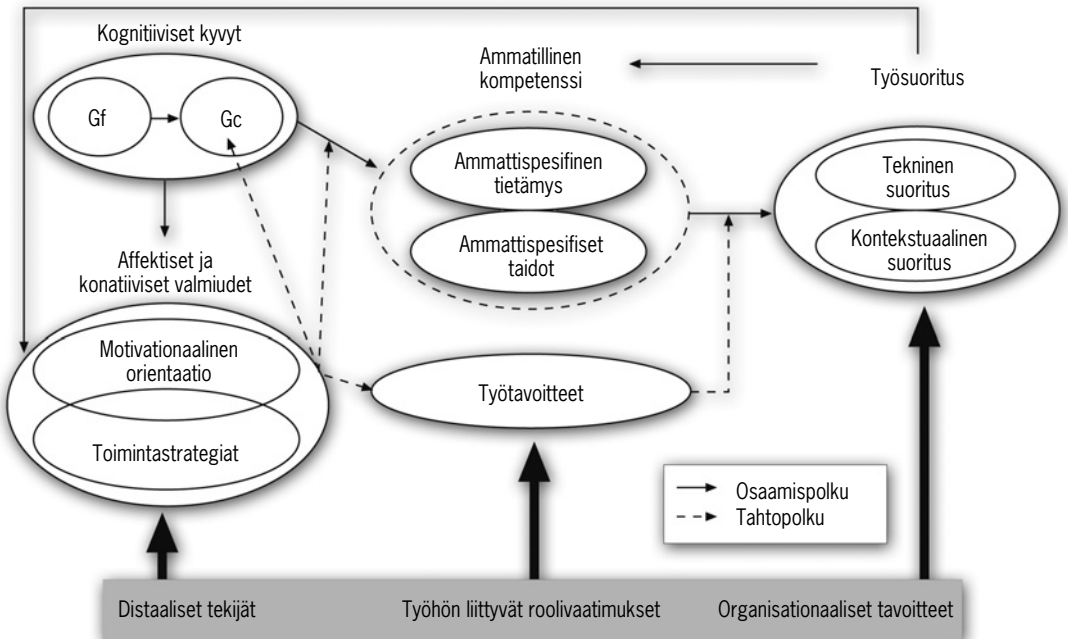 Kognitiiviset kyvyt
Gf
Gc
Ammatillinen
kompetenssi
Työsuoritus
Ammattispesifinen
tietämys
Ammattispesifiset
taidot
Tekninen
suoritus
Kontekstuaalinen
suoritus
Affektiset ja
konatiiviset valmiudet
Motivationaalinen
orientaatio
Toimintastrategiat
Työtavoitteet
Osaamispolku
Tahtopolku
Distaaliset tekijät
Työhön liittyvät roolivaatimukset
Organisationaaliset tavoitteet